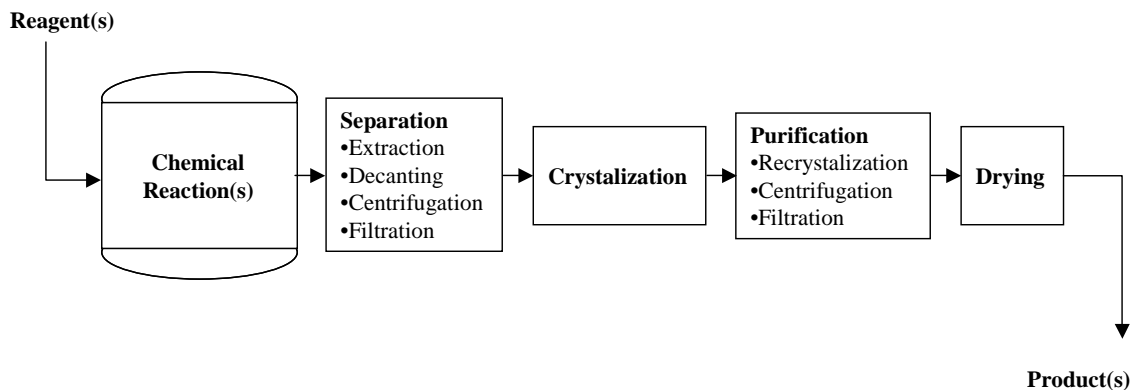 Reagent(s)
Chemical
Reaction(s)
Separation
•Extraction
•Decanting
•Centrifugation
•Filtration
Crystalization
Purification
•Recrystalization
•Centrifugation
•Filtration
Drying
Product(s)